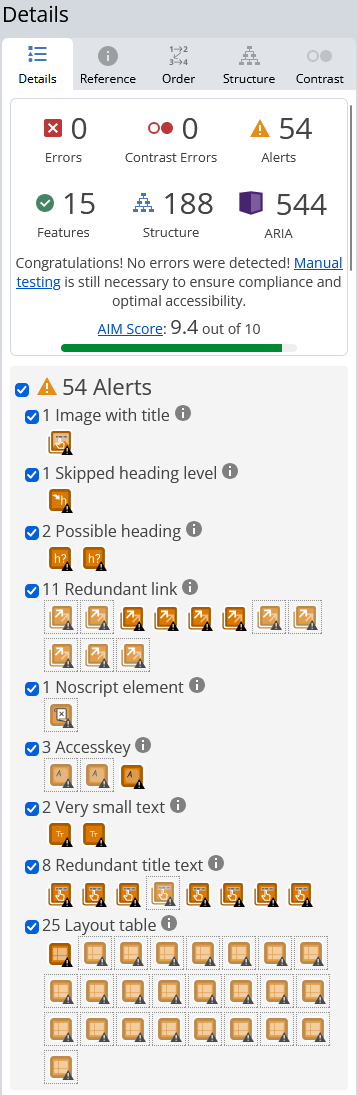 Details
Details Reference Order Structure Contrast
0 0 54
Errors Contrast Errors Alerts
15 188 544
Features Structure ARIA
Congratulations! No errors were detected! Manual
testing is still necessary to ensure compliance and
optimal accessibility.
AIM Score: 9.4 out of 10
54 Alerts
1 Image with title
1 Skipped heading level
2 Possible heading
h? h?
11 Redundant link
1 Noscript element
3 Accesskey
A A A
2 Very small text
Tт Tт
8 Redundant title text
25 Layout table